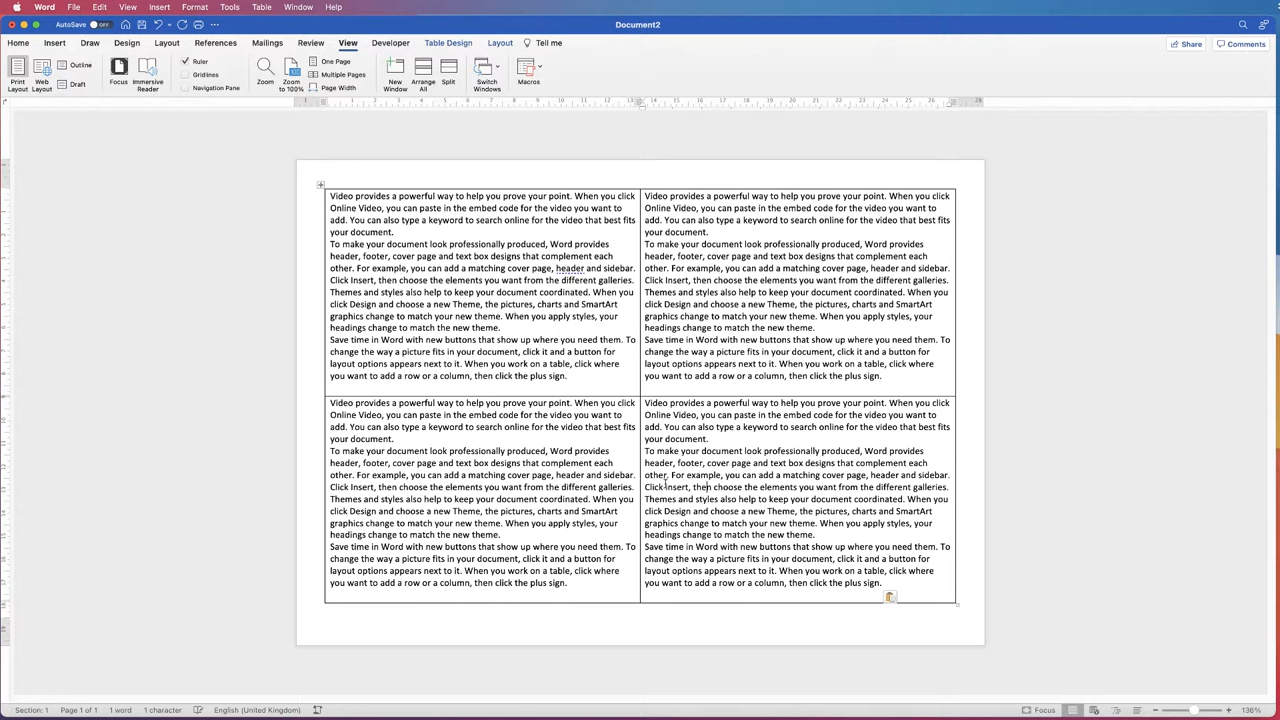 Word File Edit View Insert Format Tools Table Window Help
AutoSave Document2
Home Insert Draw Design Layout References Mailings Review View Developer Table Design Layout Tell me Share Comments
Print Layout
Web Layout
Outline
Draft
Focus
Immersive Reader
Ruler
Gridlines
Navigation Pane
Zoom
Zoom to 100%
One Page
Multiple Pages
Page Width
New Window
Arrange All
Split
Switch Windows
Macros
1 1 2 3 4 5 6 7 8 9 10 11 12 13 14 15 16 17 18 19 20 21 22 23 24 25 26 28
Video provides a powerful way to help you prove your point. When you click
Online Video, you can paste in the embed code for the video you want to
add. You can also type a keyword to search online for the video that best fits
your document.
To make your document look professionally produced, Word provides
header, footer, cover page and text box designs that complement each
other. For example, you can add a matching cover page, header and sidebar.
Click Insert, then choose the elements you want from the different galleries.
Themes and styles also help to keep your document coordinated. When you
click Design and choose a new Theme, the pictures, charts and SmartArt
graphics change to match your new theme. When you apply styles, your
headings change to match the new theme.
Save time in Word with new buttons that show up where you need them. To
change the way a picture fits in your document, click it and a button for
layout options appears next to it. When you work on a table, click where
you want to add a row or a column, then click the plus sign.
Video provides a powerful way to help you prove your point. When you click
Online Video, you can paste in the embed code for the video you want to
add. You can also type a keyword to search online for the video that best fits
your document.
To make your document look professionally produced, Word provides
header, footer, cover page and text box designs that complement each
other. For example, you can add a matching cover page, header and sidebar.
Click Insert, then choose the elements you want from the different galleries.
Themes and styles also help to keep your document coordinated. When you
click Design and choose a new Theme, the pictures, charts and SmartArt
graphics change to match your new theme. When you apply styles, your
headings change to match the new theme.
Save time in Word with new buttons that show up where you need them. To
change the way a picture fits in your document, click it and a button for
layout options appears next to it. When you work on a table, click where
you want to add a row or a column, then click the plus sign.
Video provides a powerful way to help you prove your point. When you click
Online Video, you can paste in the embed code for the video you want to
add. You can also type a keyword to search online for the video that best fits
your document.
To make your document look professionally produced, Word provides
header, footer, cover page and text box designs that complement each
other. For example, you can add a matching cover page, header and sidebar.
Click Insert, then choose the elements you want from the different galleries.
Themes and styles also help to keep your document coordinated. When you
click Design and choose a new Theme, the pictures, charts and SmartArt
graphics change to match your new theme. When you apply styles, your
headings change to match the new theme.
Save time in Word with new buttons that show up where you need them. To
change the way a picture fits in your document, click it and a button for
layout options appears next to it. When you work on a table, click where
you want to add a row or a column, then click the plus sign.
Video provides a powerful way to help you prove your point. When you click
Online Video, you can paste in the embed code for the video you want to
add. You can also type a keyword to search online for the video that best fits
your document.
To make your document look professionally produced, Word provides
header, footer, cover page and text box designs that complement each
other. For example, you can add a matching cover page, header and sidebar.
Click Insert, then choose the elements you want from the different galleries.
Themes and styles also help to keep your document coordinated. When you
click Design and choose a new Theme, the pictures, charts and SmartArt
graphics change to match your new theme. When you apply styles, your
headings change to match the new theme.
Save time in Word with new buttons that show up where you need them. To
change the way a picture fits in your document, click it and a button for
layout options appears next to it. When you work on a table, click where
you want to add a row or a column, then click the plus sign.
Section: 1 Page 1 of 1 1 word 1 character English (United Kingdom) Focus 136%